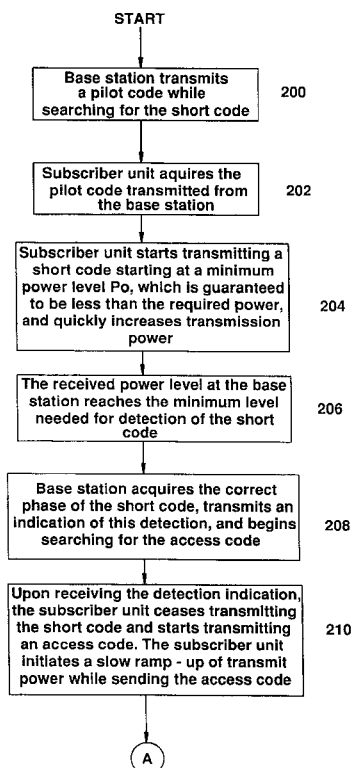 START
Base station transmits
a pilot code while
searching for the short code
200
Subscriber unit aquires the
pilot code transmitted from
the base station
202
Subscriber unit starts transmitting a
short code starting at a minimum
power level Po, which is guaranteed
to be less than the required power,
and quickly increases transmission
power
204
The received power level at the base
station reaches the minimum level
needed for detection of the short
code
206
Base station acquires the correct
phase of the short code, transmits an
indication of this detection, and begins
searching for the access code
208
Upon receiving the detection indication,
the subscriber unit ceases transmitting
the short code and starts transmitting
an access code. The subscriber unit
initiates a slow ramp - up of transmit
power while sending the access code
210
A